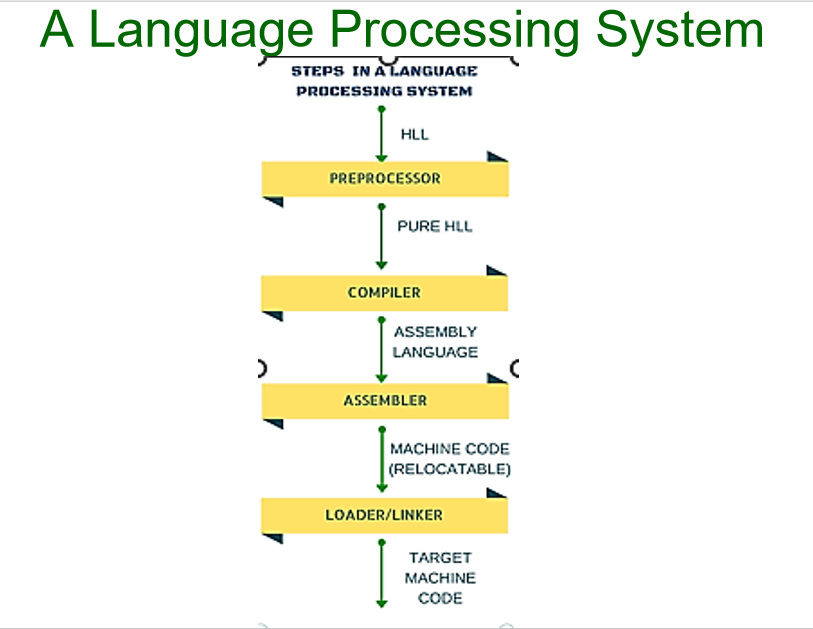 A Language Processing System
STEPS IN A LANGUAGE
PROCESSING SYSTEM
HLL
PREPROCESSOR
PURE HLL
COMPILER
ASSEMBLY
LANGUAGE
ASSEMBLER
MACHINE CODE
(RELOCATABLE)
LOADER/LINKER
TARGET
MACHINE
CODE